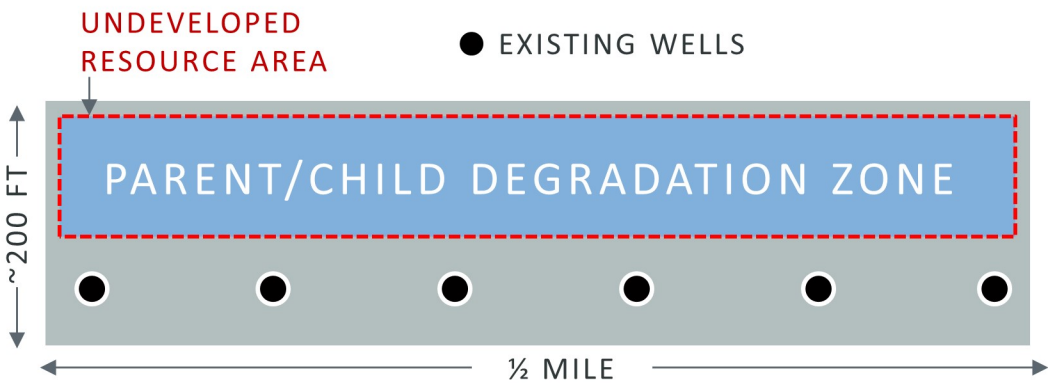 UNDEVELOPED
RESOURCE AREA
EXISTING WELLS
PARENT/CHILD DEGRADATION ZONE
~200 FT
½ MILE